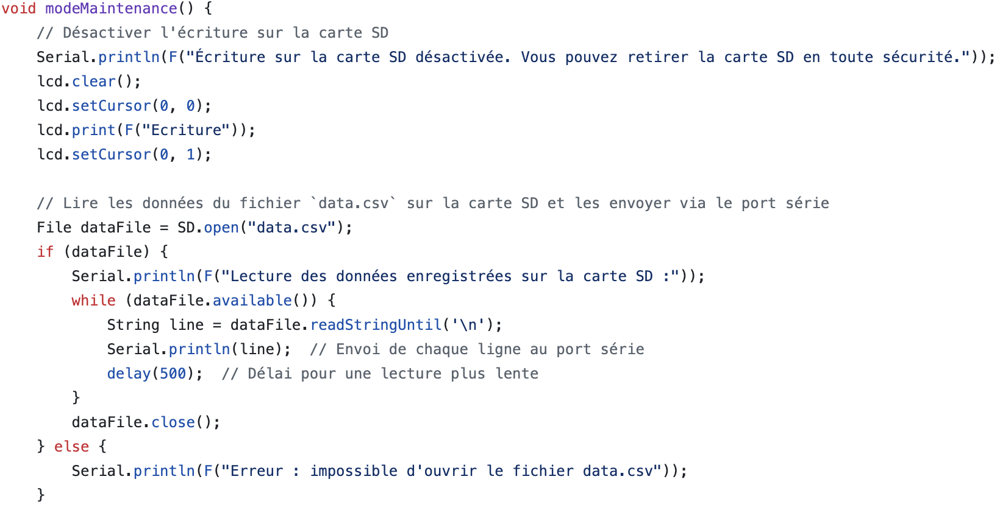 void modeMaintenance() {
    // Désactiver l'écriture sur la carte SD
    Serial.println(F("Écriture sur la carte SD désactivée. Vous pouvez retirer la carte SD en toute sécurité."));
    lcd.clear();
    lcd.setCursor(0, 0);
    lcd.print(F("Ecriture"));
    lcd.setCursor(0, 1);

    // Lire les données du fichier `data.csv` sur la carte SD et les envoyer via le port série
    File dataFile = SD.open("data.csv");
    if (dataFile) {
        Serial.println(F("Lecture des données enregistrées sur la carte SD :"));
        while (dataFile.available()) {
            String line = dataFile.readStringUntil('\n');
            Serial.println(line);  // Envoi de chaque ligne au port série
            delay(500);  // Délai pour une lecture plus lente
        }
        dataFile.close();
    } else {
        Serial.println(F("Erreur : impossible d'ouvrir le fichier data.csv"));
    }